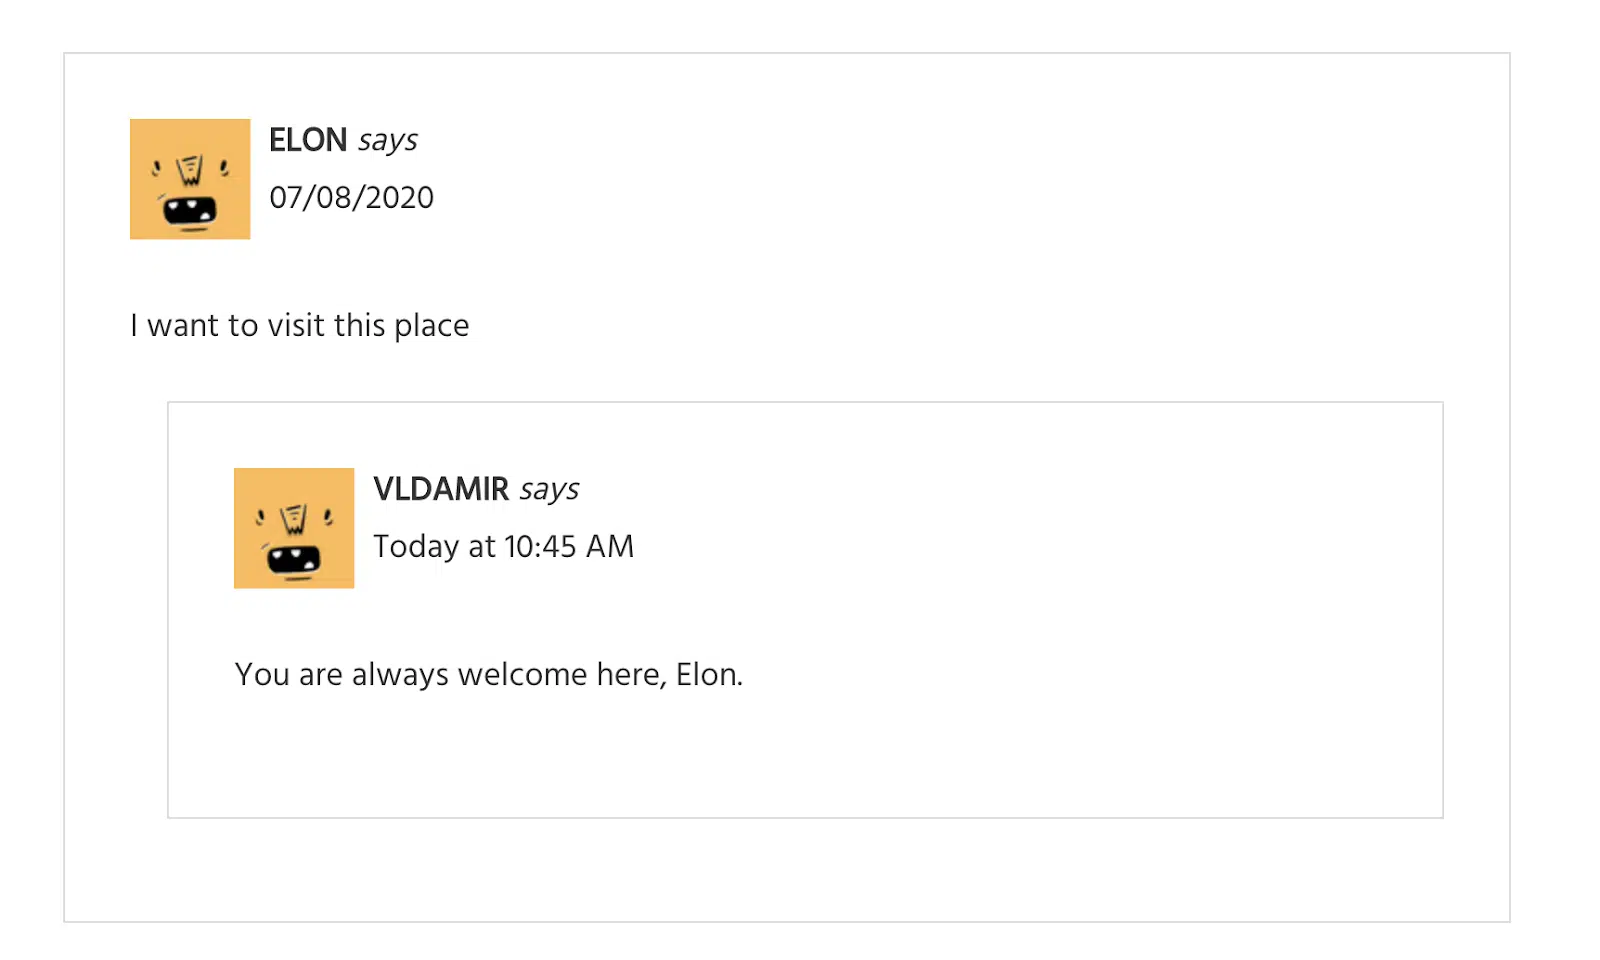 ELON says
07/08/2020
I want to visit this place
VLDAMIR says
Today at 10:45 AM
You are always welcome here, Elon.